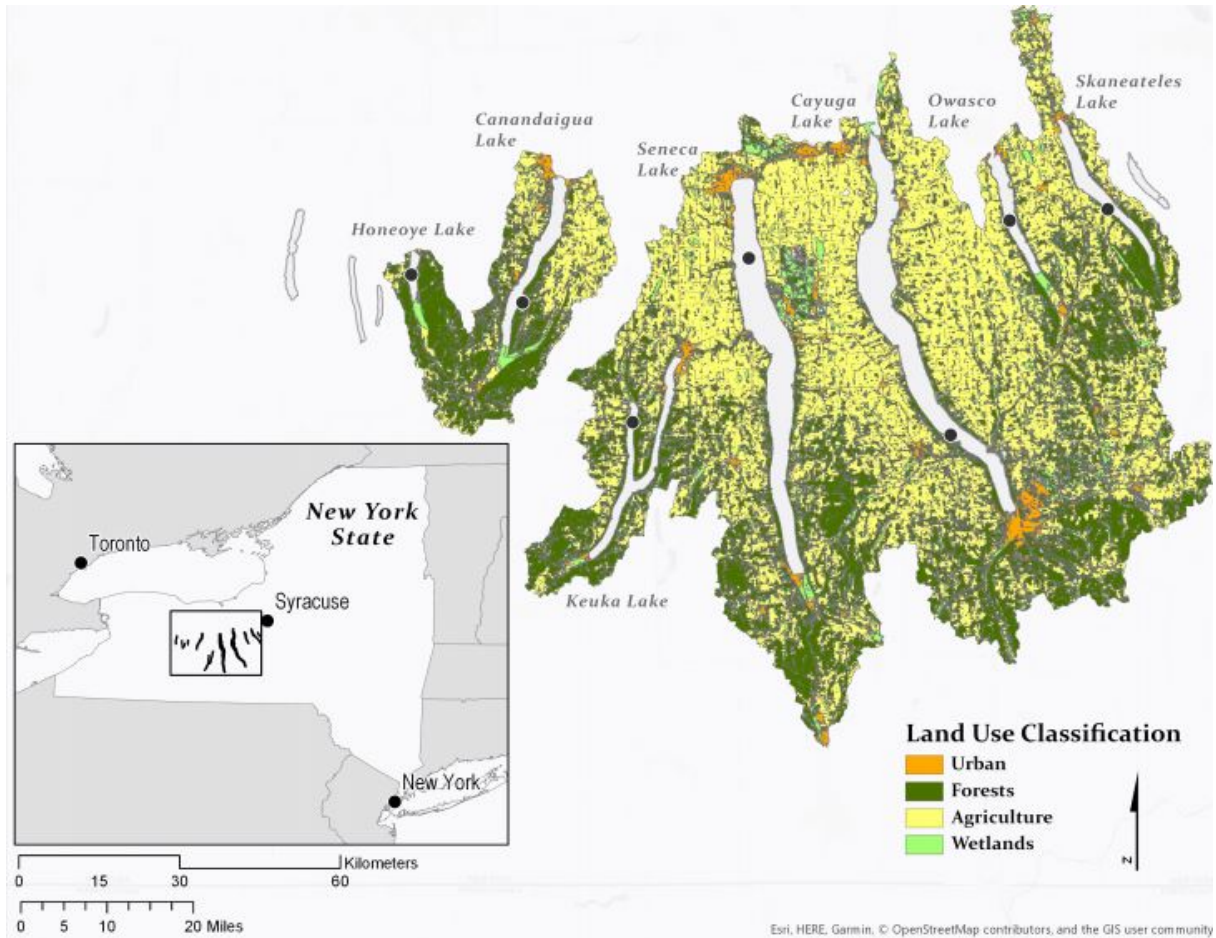 Skaneateles
Lake
Cayuga
Lake
Owasco
Lake
Canandaigua
Lake
Seneca
Lake
Honeoye Lake
Keuka Lake
New York
State
Toronto
Syracuse
New York
Land Use Classification
Urban
Forests
Agriculture
Wetlands
N
Kilometers
0 15 30 60
0 5 10 20 Miles
Esri, HERE, Garmin, © OpenStreetMap contributors, and the GIS user community